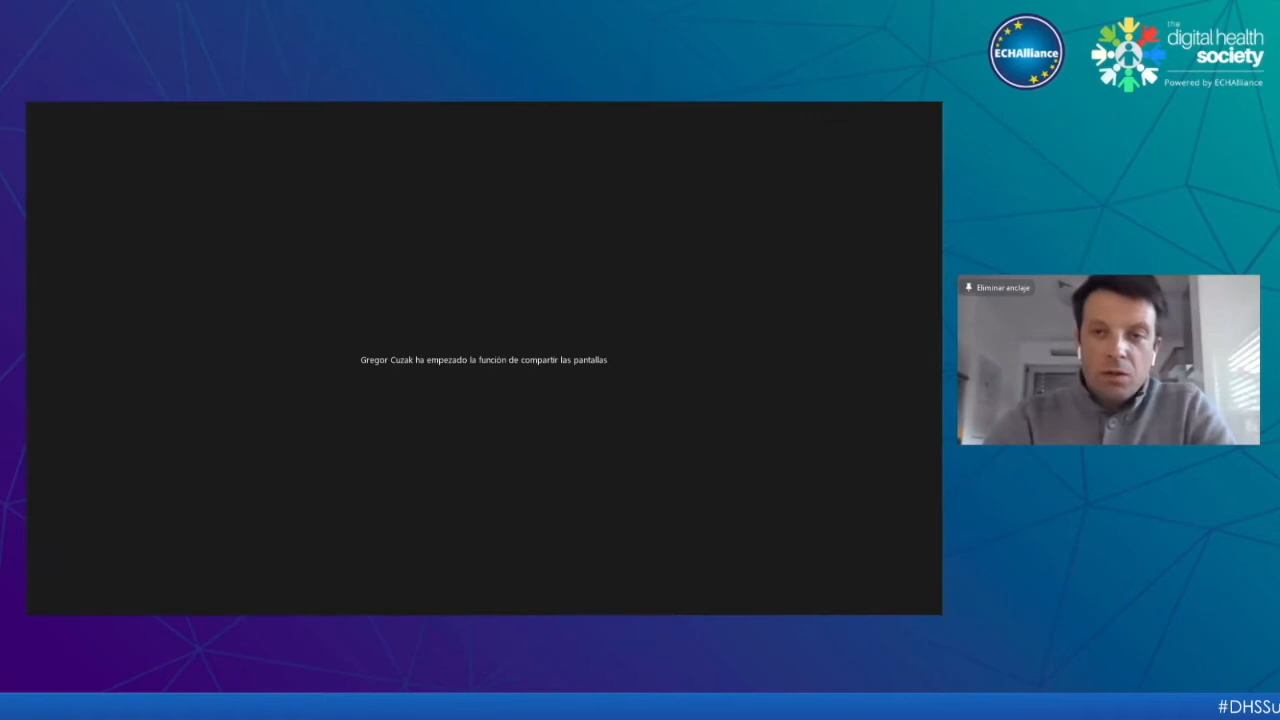 ECHAlliance
the
digital health
society
Powered by ECHAlliance
Eliminar anclaje
Gregor Cuzak ha empezado la función de compartir las pantallas
#DHSSu